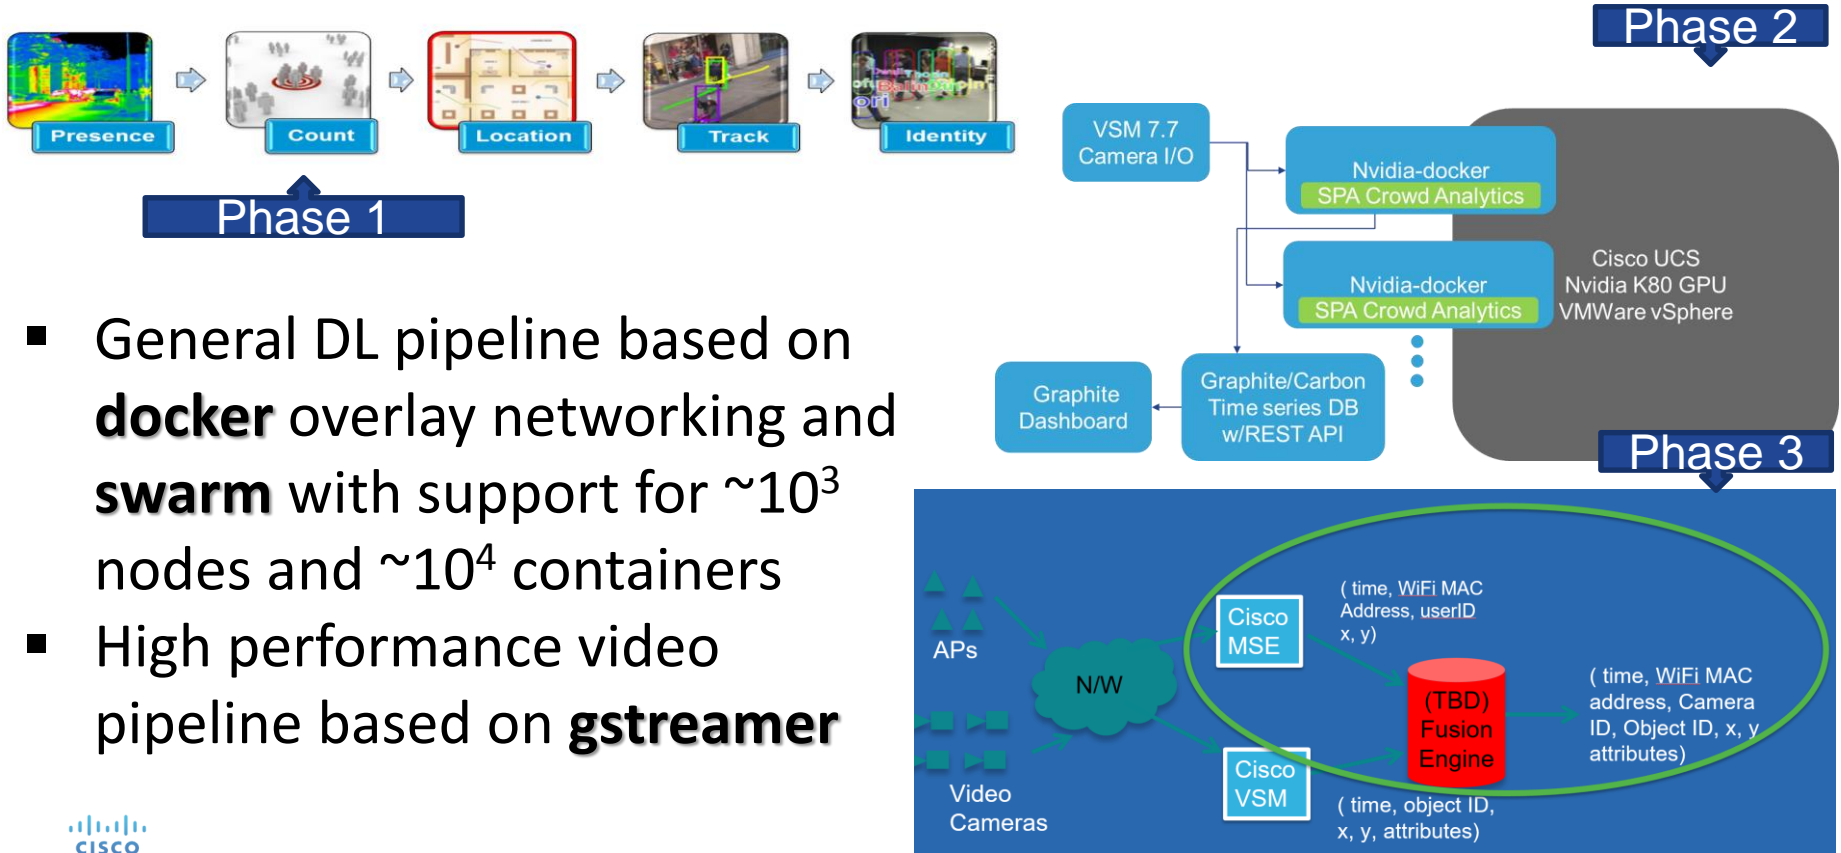 Phase 2
Presence
Count
Location
Track
Identity
Phase 1
VSM 7.7
Camera I/O
Nvidia-docker
SPA Crowd Analytics
Nvidia-docker
SPA Crowd Analytics
Cisco UCS
Nvidia K80 GPU
VMWare vSphere
Graphite
Dashboard
Graphite/Carbon
Time series DB
w/REST API
▪ General DL pipeline based on
docker overlay networking and
swarm with support for ~10³
nodes and ~10⁴ containers
▪ High performance video
pipeline based on gstreamer
Phase 3
APs
Video
Cameras
N/W
Cisco
MSE
( time, WiFi MAC
Address, userID
x, y)
Cisco
VSM
( time, object ID,
x, y, attributes)
(TBD)
Fusion
Engine
( time, WiFi MAC
address, Camera
ID, Object ID, x, y
attributes)
CISCO